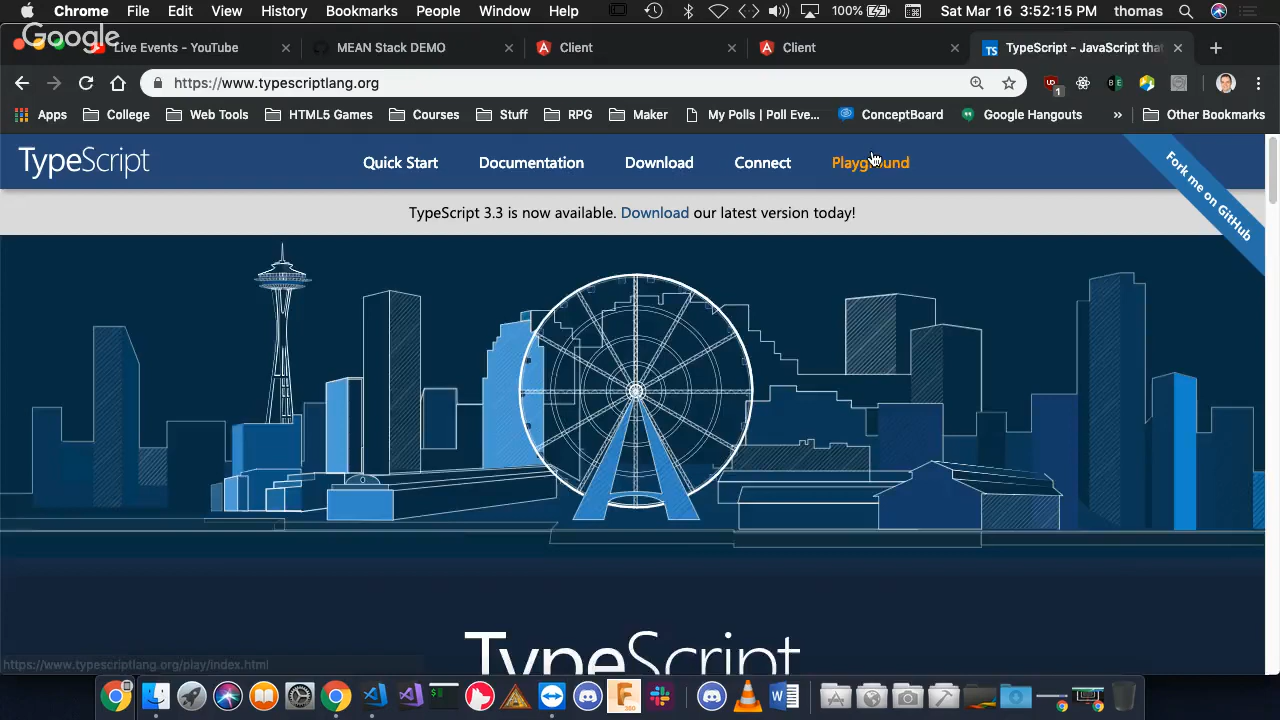 Chrome File Edit View History Bookmarks People Window Help 100% Sat Mar 16 3:52:15 PM thomas
Google
Live Events - YouTube MEAN Stack DEMO Client Client TS TypeScript - JavaScript that
https://www.typescriptlang.org
Apps College Web Tools HTML5 Games Courses Stuff RPG Maker My Polls | Poll Eve... ConceptBoard Google Hangouts » Other Bookmarks
TypeScript Quick Start Documentation Download Connect Playground
Fork me on GitHub
TypeScript 3.3 is now available. Download our latest version today!
TypeScript
https://www.typescriptlang.org/play/index.html